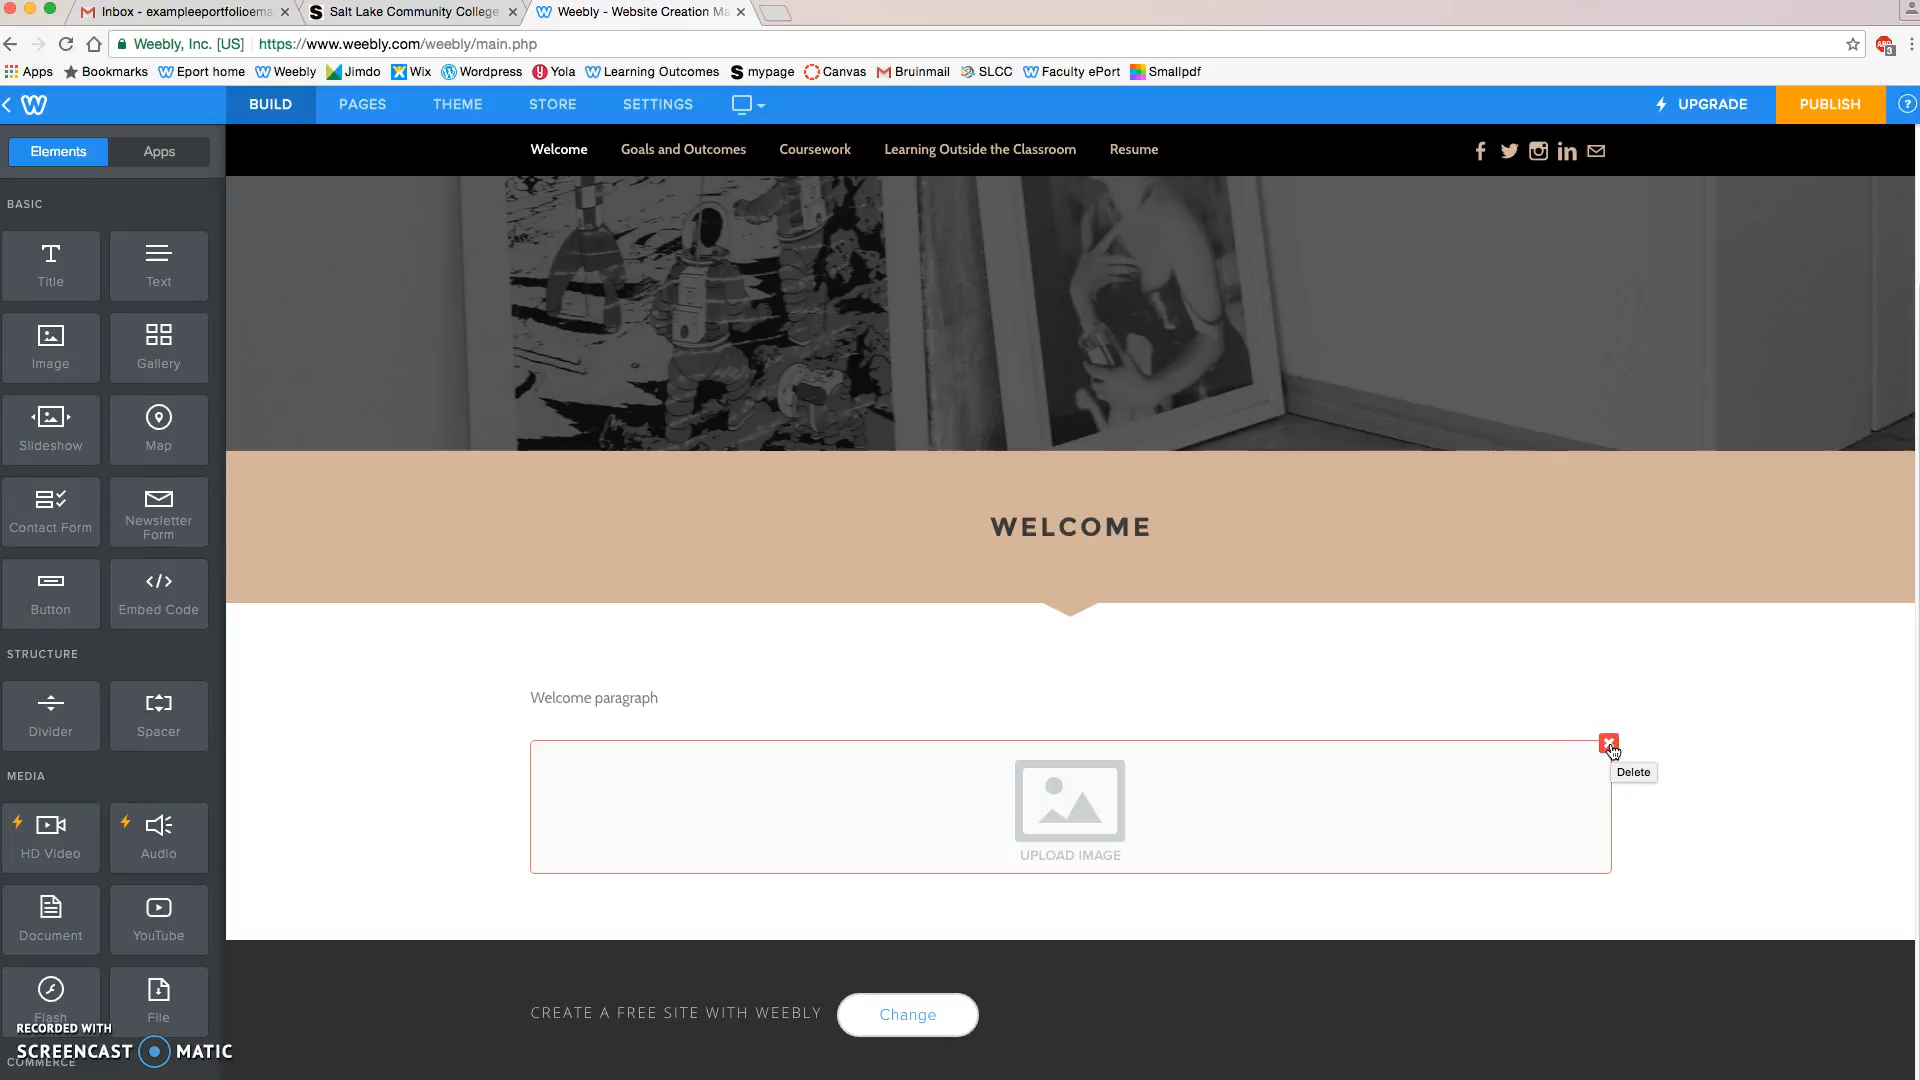 Inbox - exampleeportfolioema
Salt Lake Community College
Weebly - Website Creation Ma
Weebly, Inc. [US]
https://www.weebly.com/weebly/main.php
3
Apps
Bookmarks
Eport home
Weebly
Jimdo
Wix
Wordpress
Yola
Learning Outcomes
mypage
Canvas
Bruinmail
SLCC
Faculty ePort
Smallpdf
BUILD
PAGES
THEME
STORE
SETTINGS
UPGRADE
PUBLISH
?
Elements
Apps
Welcome
Goals and Outcomes
Coursework
Learning Outside the Classroom
Resume
BASIC
Title
Text
Image
Gallery
Slideshow
Map
Contact Form
Newsletter
Form
Button
Embed Code
STRUCTURE
Divider
Spacer
MEDIA
HD Video
Audio
Document
YouTube
Flash
File
COMMERCE
WELCOME
Welcome paragraph
Delete
UPLOAD IMAGE
CREATE A FREE SITE WITH WEEBLY
Change
RECORDED WITH
SCREENCAST MATIC